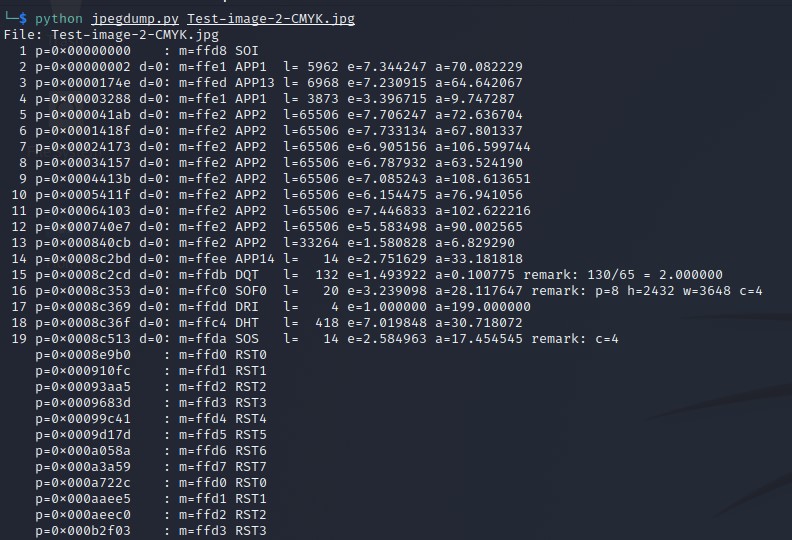 └─$ python jpegdump.py Test-image-2-CMYK.jpg
File: Test-image-2-CMYK.jpg
  1 p=0×00000000    : m=ffd8 SOI
  2 p=0×00000002 d=0: m=ffe1 APP1  l= 5962 e=7.344247 a=70.082229
  3 p=0×0000174e d=0: m=ffed APP13 l= 6968 e=7.230915 a=64.642067
  4 p=0×00003288 d=0: m=ffe1 APP1  l= 3873 e=3.396715 a=9.747287
  5 p=0×000041ab d=0: m=ffe2 APP2  l=65506 e=7.706247 a=72.636704
  6 p=0×0001418f d=0: m=ffe2 APP2  l=65506 e=7.733134 a=67.801337
  7 p=0×00024173 d=0: m=ffe2 APP2  l=65506 e=6.905156 a=106.599744
  8 p=0×00034157 d=0: m=ffe2 APP2  l=65506 e=6.787932 a=63.524190
  9 p=0×0004413b d=0: m=ffe2 APP2  l=65506 e=7.085243 a=108.613651
 10 p=0×0005411f d=0: m=ffe2 APP2  l=65506 e=6.154475 a=76.941056
 11 p=0×00064103 d=0: m=ffe2 APP2  l=65506 e=7.446833 a=102.622216
 12 p=0×000740e7 d=0: m=ffe2 APP2  l=65506 e=5.583498 a=90.002565
 13 p=0×000840cb d=0: m=ffe2 APP2  l=33264 e=1.580828 a=6.829290
 14 p=0×0008c2bd d=0: m=ffee APP14 l=   14 e=2.751629 a=33.181818
 15 p=0×0008c2cd d=0: m=ffdb DQT   l=  132 e=1.493922 a=0.100775 remark: 130/65 = 2.000000
 16 p=0×0008c353 d=0: m=ffc0 SOF0  l=   20 e=3.239098 a=28.117647 remark: p=8 h=2432 w=3648 c=4
 17 p=0×0008c369 d=0: m=ffdd DRI   l=    4 e=1.000000 a=199.000000
 18 p=0×0008c36f d=0: m=ffc4 DHT   l=  418 e=7.019848 a=30.718072
 19 p=0×0008c513 d=0: m=ffda SOS   l=   14 e=2.584963 a=17.454545 remark: c=4
    p=0×0008e9b0    : m=ffd0 RST0
    p=0×000910fc    : m=ffd1 RST1
    p=0×00093aa5    : m=ffd2 RST2
    p=0×0009683d    : m=ffd3 RST3
    p=0×00099c41    : m=ffd4 RST4
    p=0×0009d17d    : m=ffd5 RST5
    p=0×000a058a    : m=ffd6 RST6
    p=0×000a3a59    : m=ffd7 RST7
    p=0×000a722c    : m=ffd0 RST0
    p=0×000aaee5    : m=ffd1 RST1
    p=0×000aeec0    : m=ffd2 RST2
    p=0×000b2f03    : m=ffd3 RST3